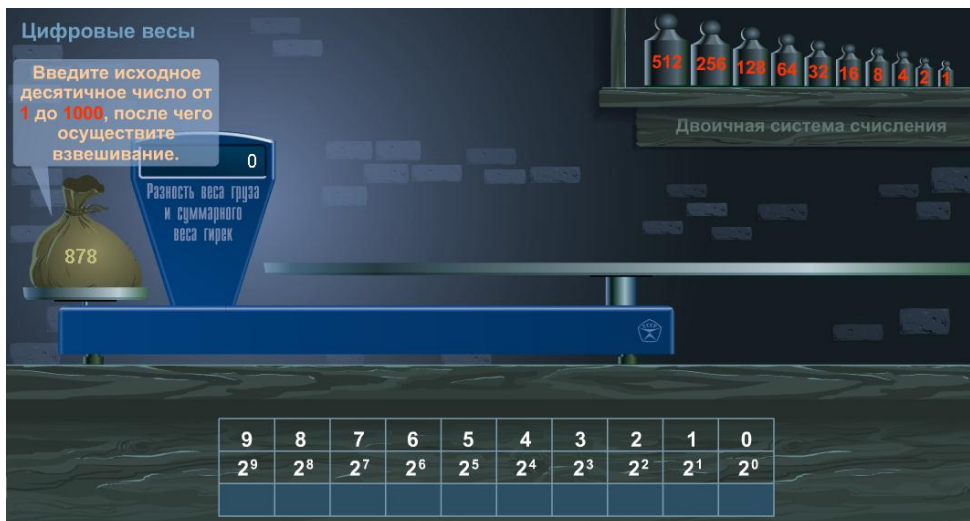 Цифровые весы
Введите исходное
десятичное число от
1 до 1000, после чего
осуществите
взвешивание.
512 256 128 64 32 16 8 4 2 1
Двоичная система счисления
0
Разность веса груза
и суммарного
веса гирек
878
СССР
9 8 7 6 5 4 3 2 1 0
2⁹ 2⁸ 2⁷ 2⁶ 2⁵ 2⁴ 2³ 2² 2¹ 2⁰